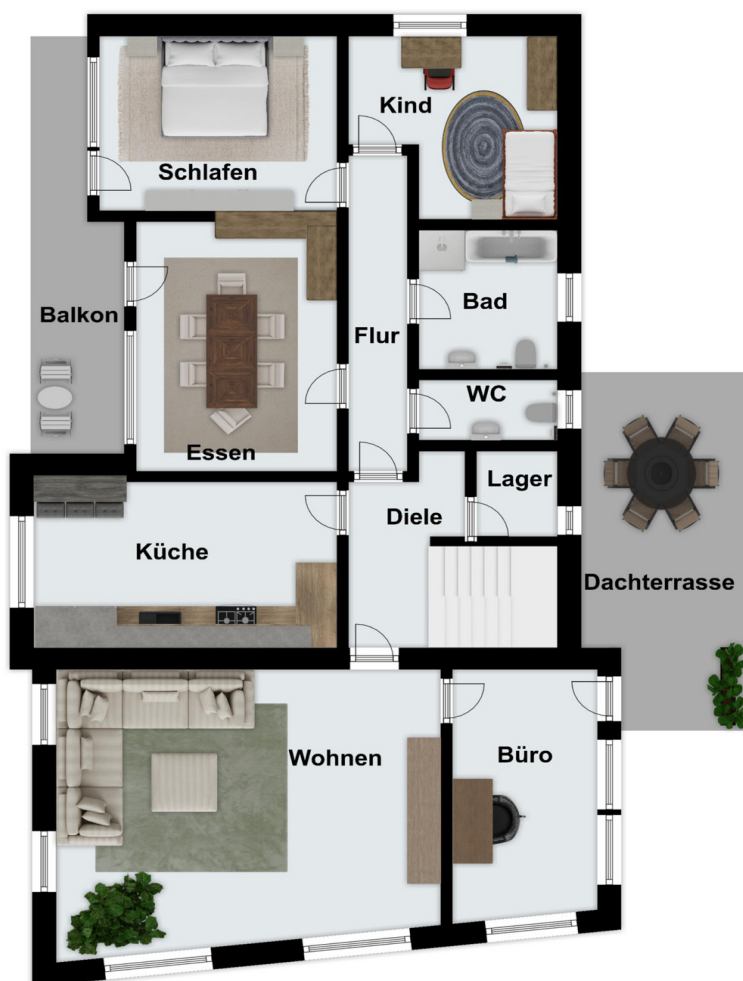 Kind
Schlafen
Bad
Balkon
Flur
WC
Essen
Lager
Diele
Küche
Dachterrasse
Wohnen
Büro